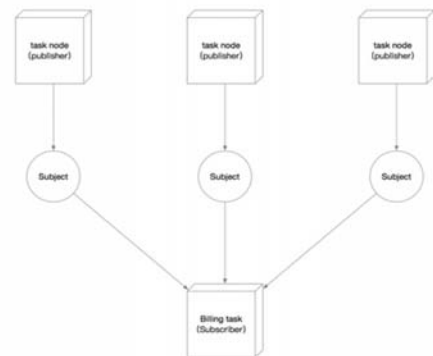 task node
(publisher)
task node
(publisher)
task node
(publisher)
Subject
Subject
Subject
Billing task
(Subscriber)